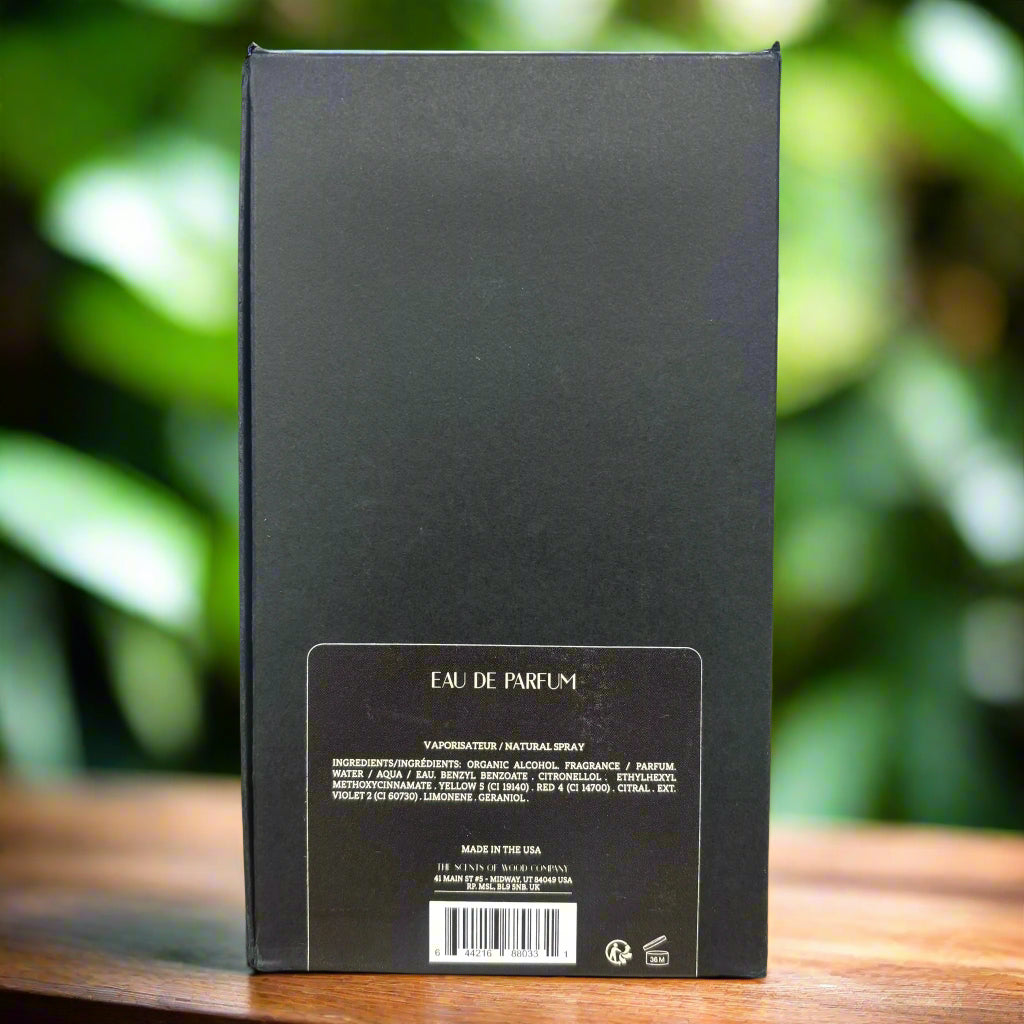 EAU DE PARFUM
VAPORISATEUR / NATURAL SPRAY
INGREDIENTS/INGRÉDIENTS: ORGANIC ALCOHOL. FRAGRANCE / PARFUM.
WATER / AQUA / EAU. BENZYL BENZOATE . CITRONELLOL . ETHYLHEXYL
METHOXYCINNAMATE . YELLOW 5 (CI 19140) . RED 4 (CI 14700) . CITRAL . EXT.
VIOLET 2 (CI 60730) . LIMONENE . GERANIOL .
MADE IN THE USA
THE SCENTS OF WOOD COMPANY
41 MAIN ST #5 - MIDWAY, UT 84049 USA
RP. MSL, BL9 5NB. UK
6 44216 88033 1
36 M